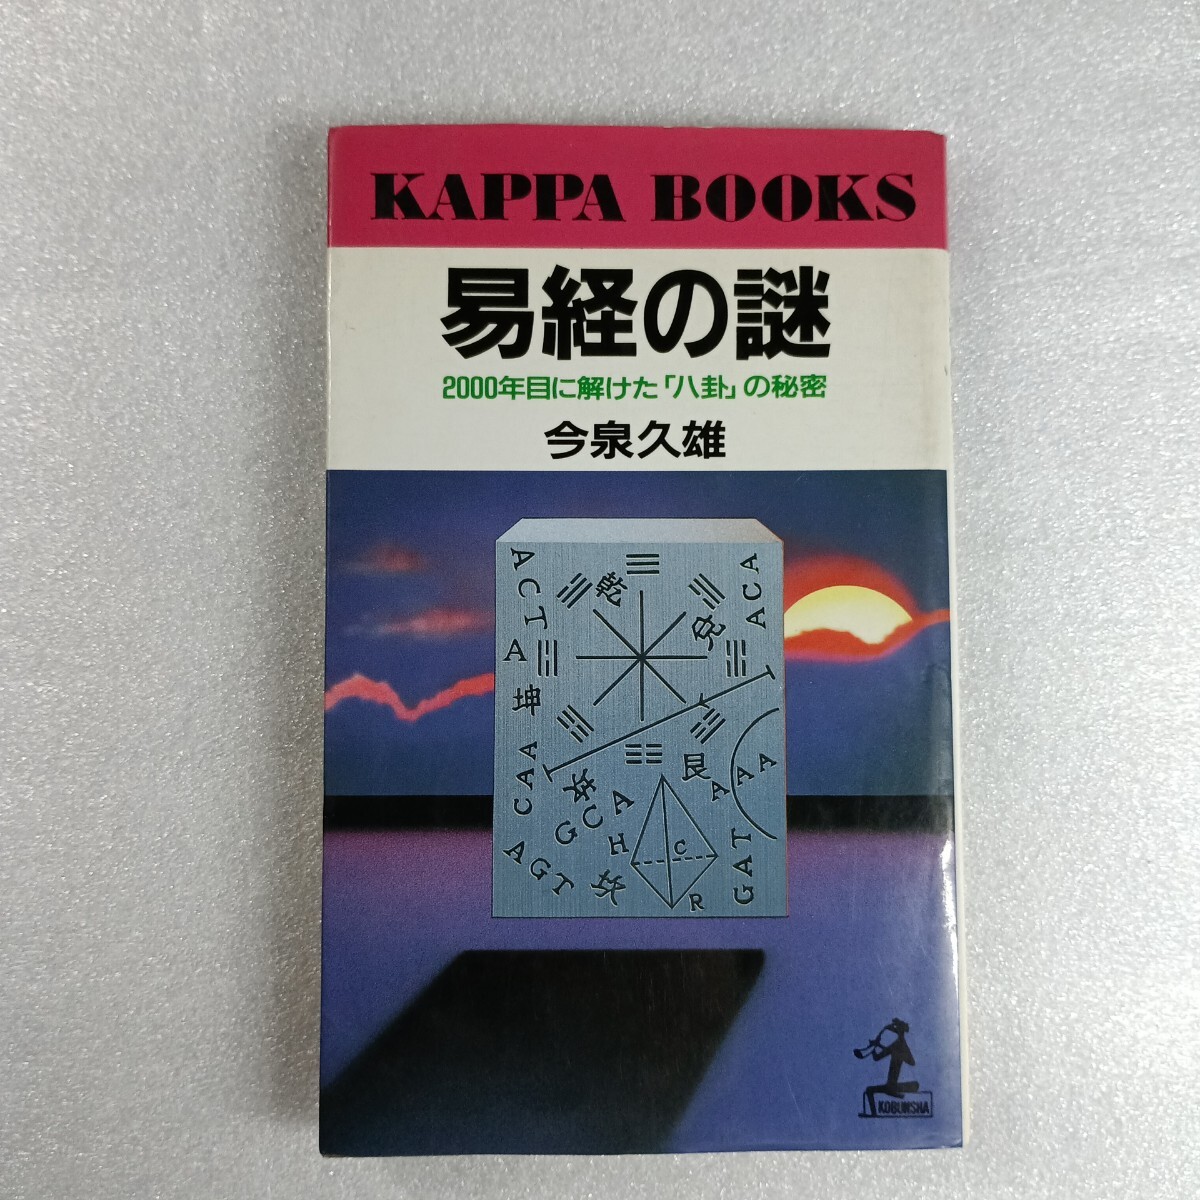 KAPPA BOOKS
易経の謎
2000年目に解けた「八卦」の秘密
今泉久雄
ACT
A
坤
CAA
AGT
乾
兌
ACA
艮
AAA
GCA
H
C
R
GAT
KOBUNSHA